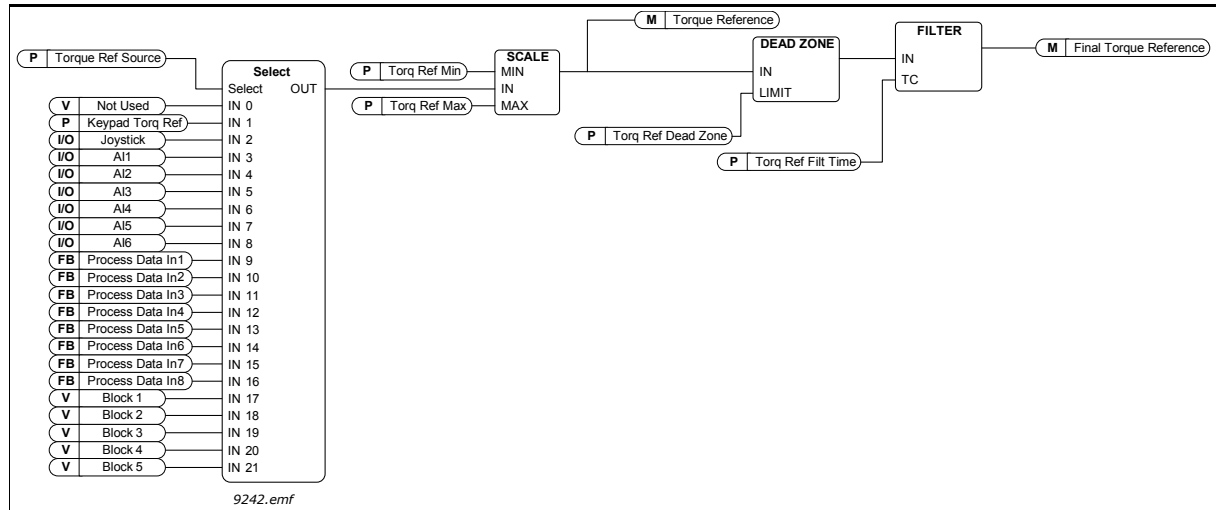 M Torque Reference
FILTER
P Torque Ref Source
DEAD ZONE
M Final Torque Reference
SCALE
IN
Select
P Torq Ref Min
MIN
IN
TC
Select OUT
IN
LIMIT
V Not Used IN 0
P Torq Ref Max
MAX
P Keypad Torq Ref IN 1
I/O Joystick IN 2
P Torq Ref Dead Zone
I/O AI1 IN 3
P Torq Ref Filt Time
I/O AI2 IN 4
I/O AI3 IN 5
I/O AI4 IN 6
I/O AI5 IN 7
I/O AI6 IN 8
FB Process Data In1 IN 9
FB Process Data In2 IN 10
FB Process Data In3 IN 11
FB Process Data In4 IN 12
FB Process Data In5 IN 13
FB Process Data In6 IN 14
FB Process Data In7 IN 15
FB Process Data In8 IN 16
V Block 1 IN 17
V Block 2 IN 18
V Block 3 IN 19
V Block 4 IN 20
V Block 5 IN 21
9242.emf